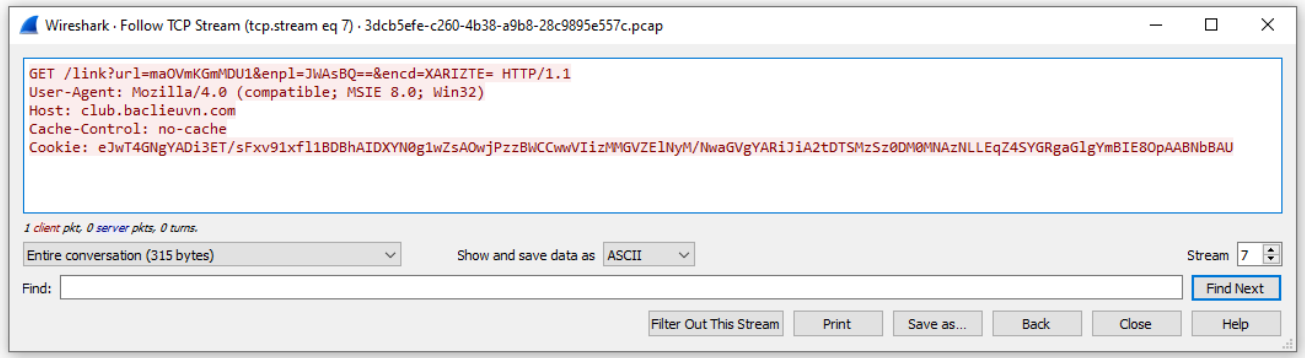 Wireshark · Follow TCP Stream (tcp.stream eq 7) · 3dcb5efe-c260-4b38-a9b8-28c9895e557c.pcap
GET /link?url=maOVmKGmMDU1&enpl=JWAsBQ==&encd=XARIZTE= HTTP/1.1
User-Agent: Mozilla/4.0 (compatible; MSIE 8.0; Win32)
Host: club.baclieuvn.com
Cache-Control: no-cache
Cookie: eJwT4GNgYADi3ET/sFxv91xfl1BDBhAIDXYN0g1wZsAOwjPzzBWCCwwVIizMMGVZElNyM/NwaGVgYARiJiA2tDTSMzSz0DM0MNAzNLLEqZ4SYGRgaGlgYmBIE8OpAABNbBAU
1 client pkt, 0 server pkts, 0 turns.
Entire conversation (315 bytes) Show and save data as ASCII Stream 7
Find: Find Next
Filter Out This Stream Print Save as... Back Close Help